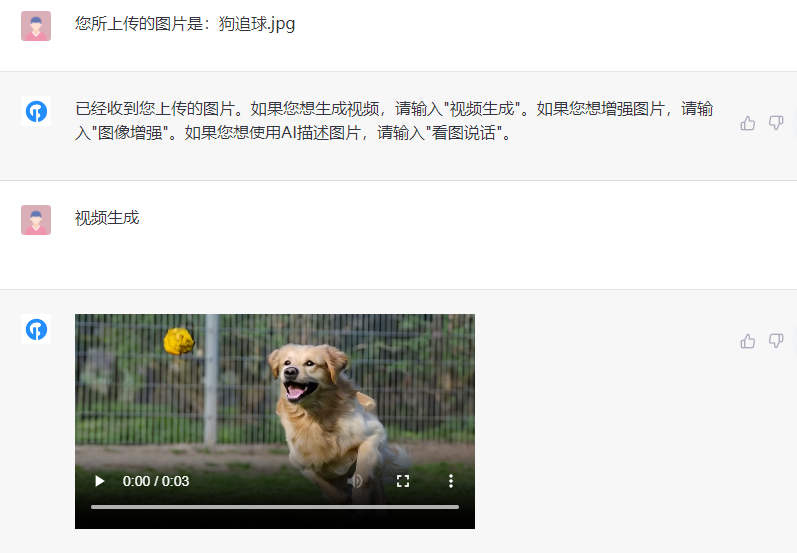 您所上传的图片是：狗追球.jpg
已经收到您上传的图片。如果您想生成视频，请输入"视频生成"。如果您想增强图片，请输
入"图像增强"。如果您想使用AI描述图片，请输入"看图说话"。
视频生成
0:00 / 0:03